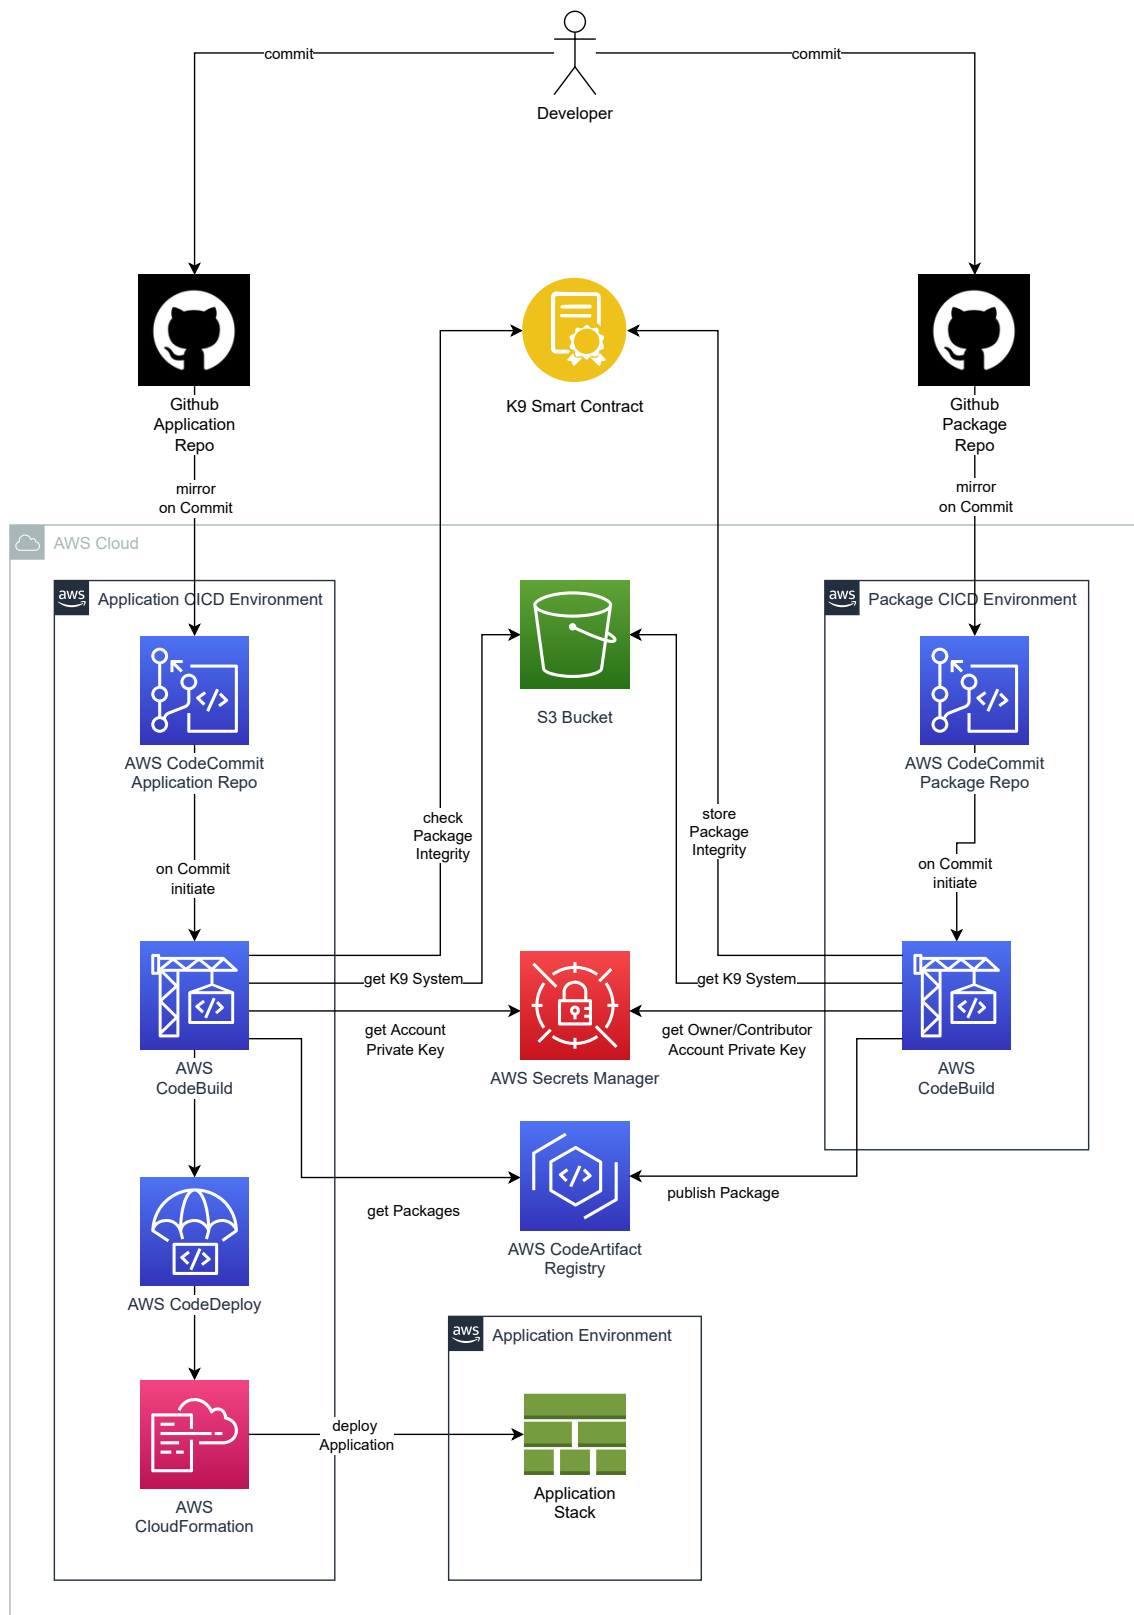 commit
commit
Developer
Github
Application
Repo
K9 Smart Contract
Github
Package
Repo
mirror
on Commit
mirror
on Commit
AWS Cloud
aws
Application CICD Environment
aws
Package CICD Environment
AWS CodeCommit
Application Repo
S3 Bucket
AWS CodeCommit
Package Repo
check
Package
Integrity
store
Package
Integrity
on Commit
initiate
on Commit
initiate
get K9 System
get K9 System
get Account
Private Key
get Owner/Contributor
Account Private Key
AWS
CodeBuild
AWS Secrets Manager
AWS
CodeBuild
get Packages
publish Package
AWS CodeArtifact
Registry
AWS CodeDeploy
aws
Application Environment
deploy
Application
AWS
CloudFormation
Application
Stack